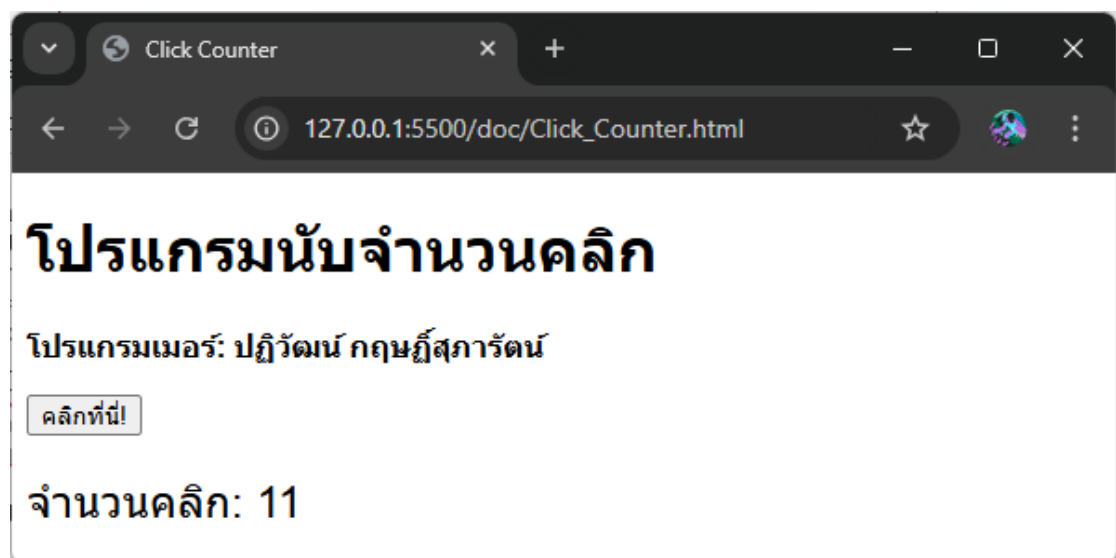 Click Counter
127.0.0.1:5500/doc/Click_Counter.html
โปรแกรมนับจำนวนคลิก
โปรแกรมเมอร์: ปฏิวัฒน์ กฤษฏิ์สุภารัตน์
คลิกที่นี่!
จำนวนคลิก: 11